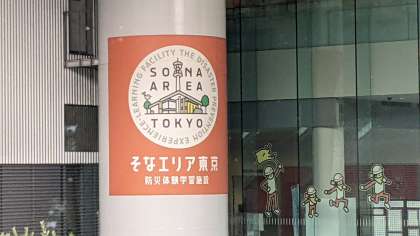 THE DISASTER PREVENTION EXPERIENCE-LEARNING FACILITY
SONA
AREA
TOKYO
そなエリア東京
防災体験学習施設